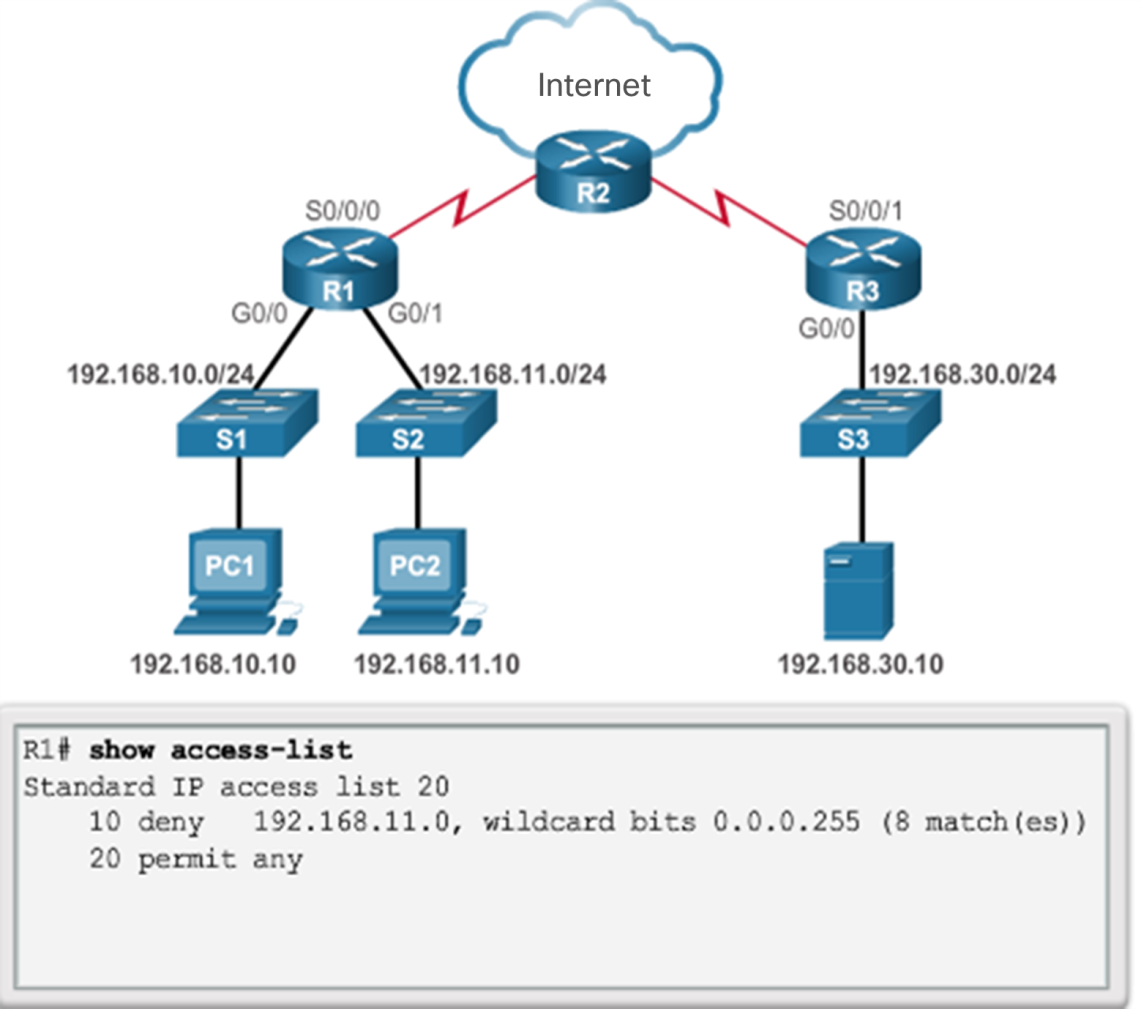 Internet
R2
S0/0/0
S0/0/1
R1
R3
G0/0
G0/1
G0/0
192.168.10.0/24
192.168.11.0/24
192.168.30.0/24
S1
S2
S3
PC1
PC2
192.168.10.10
192.168.11.10
192.168.30.10
R1# show access-list
Standard IP access list 20
10 deny   192.168.11.0, wildcard bits 0.0.0.255 (8 match(es))
20 permit any